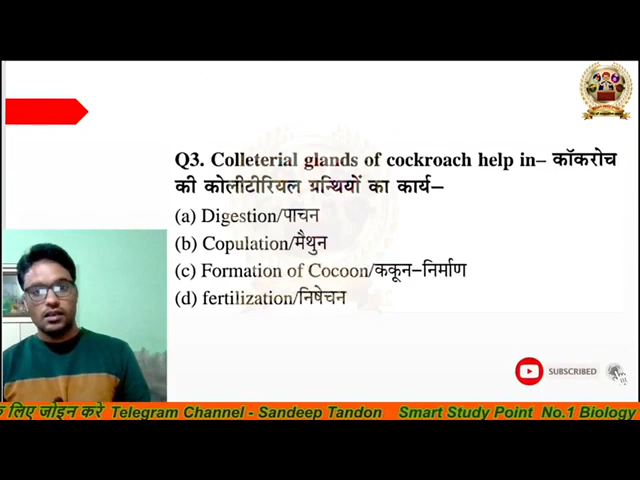 Q3. Colleterial glands of cockroach help in– कॉकरोच
की कोलीटीरियल ग्रन्थियों का कार्य–
(a) Digestion/पाचन
(b) Copulation/मैथुन
(c) Formation of Cocoon/ककून–निर्माण
(d) fertilization/निषेचन
SUBSCRIBED
के लिए जोइन करे Telegram Channel - Sandeep Tandon Smart Study Point No.1 Biology